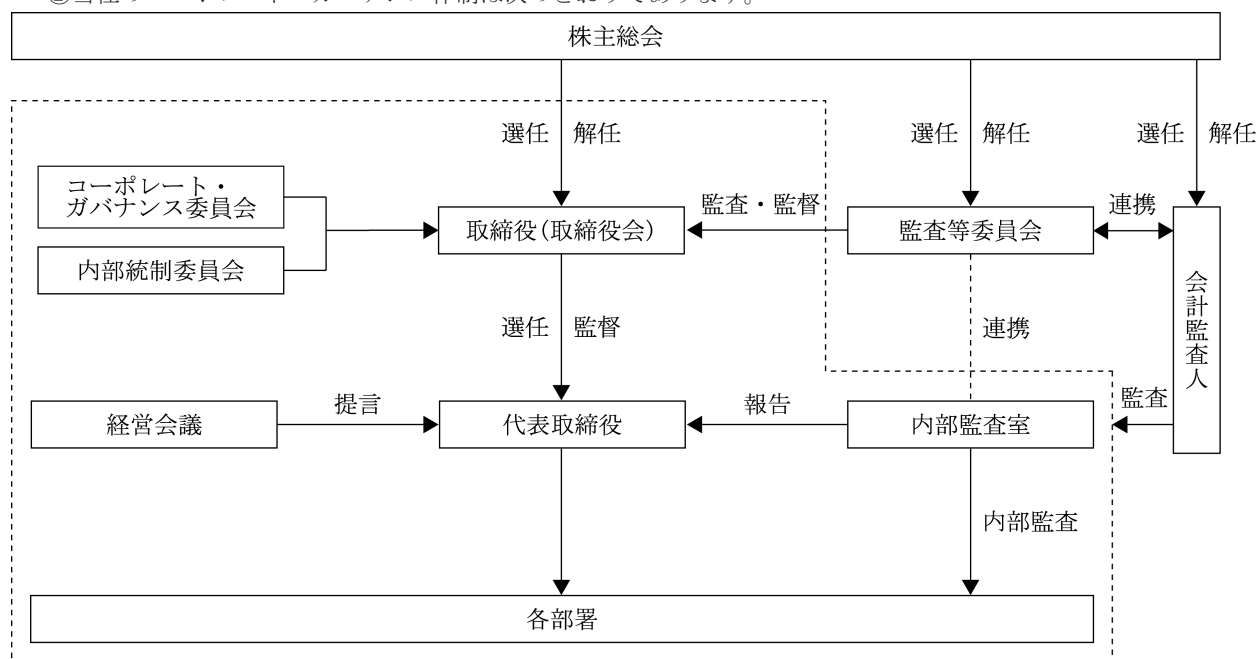 株主総会
選任 解任
選任 解任
選任 解任
コーポレート・
ガバナンス委員会
内部統制委員会
取締役(取締役会)
監査・監督
監査等委員会
連携
会計監査人
選任 監督
連携
経営会議
提言
代表取締役
報告
内部監査室
監査
内部監査
各部署